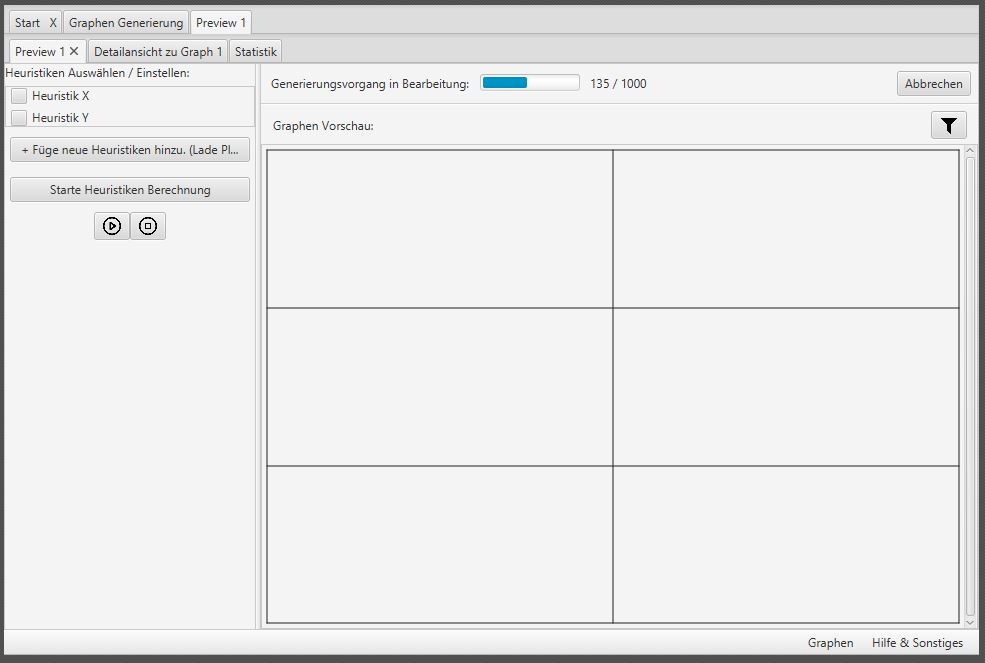 Start X Graphen Generierung Preview 1
Preview 1 Detailansicht zu Graph 1 Statistik
Heuristiken Auswählen / Einstellen:
Heuristik X
Heuristik Y
+ Füge neue Heuristiken hinzu. (Lade Pl...
Starte Heuristiken Berechnung
Generierungsvorgang in Bearbeitung: 135 / 1000 Abbrechen
Graphen Vorschau:
Graphen Hilfe & Sonstiges